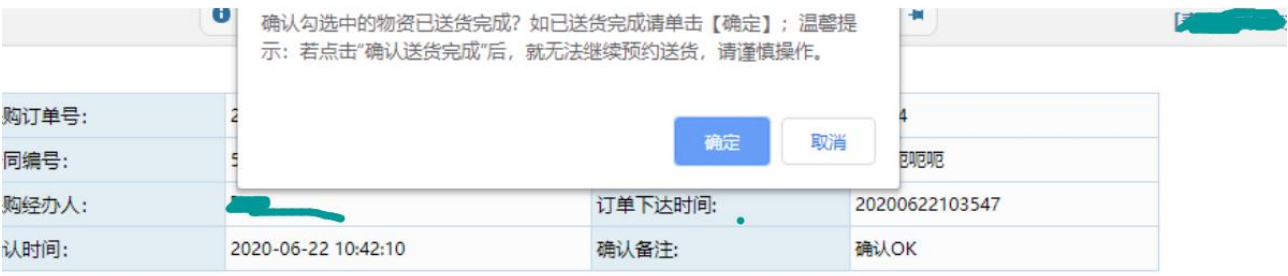 确认勾选中的物资已送货完成？如已送货完成请单击【确定】；温馨提
示：若点击“确认送货完成”后，就无法继续预约送货，请谨慎操作。
购订单号：
4
确定
取消
同编号：
呃呃
购经办人：
订单下达时间：
20200622103547
认时间：
2020-06-22 10:42:10
确认备注：
确认OK